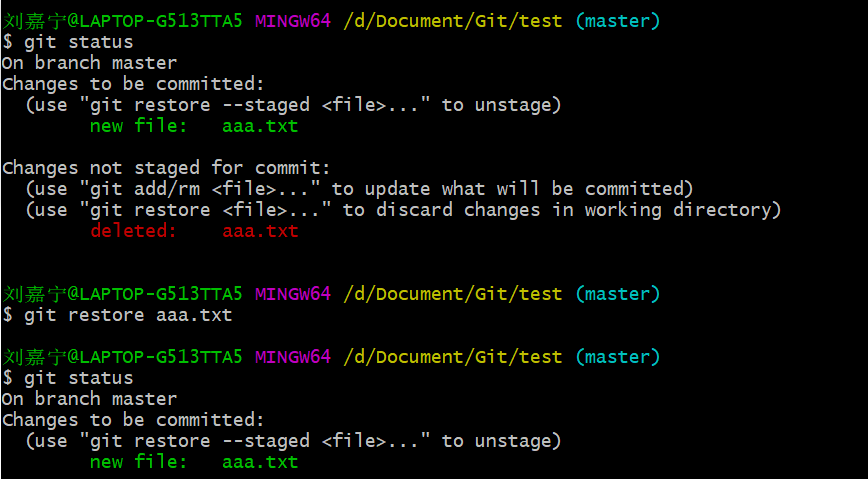 刘嘉宁@LAPTOP-G513TTA5 MINGW64 /d/Document/Git/test (master)
$ git status
On branch master
Changes to be committed:
  (use "git restore --staged <file>..." to unstage)
        new file:   aaa.txt

Changes not staged for commit:
  (use "git add/rm <file>..." to update what will be committed)
  (use "git restore <file>..." to discard changes in working directory)
        deleted:    aaa.txt

刘嘉宁@LAPTOP-G513TTA5 MINGW64 /d/Document/Git/test (master)
$ git restore aaa.txt

刘嘉宁@LAPTOP-G513TTA5 MINGW64 /d/Document/Git/test (master)
$ git status
On branch master
Changes to be committed:
  (use "git restore --staged <file>..." to unstage)
        new file:   aaa.txt